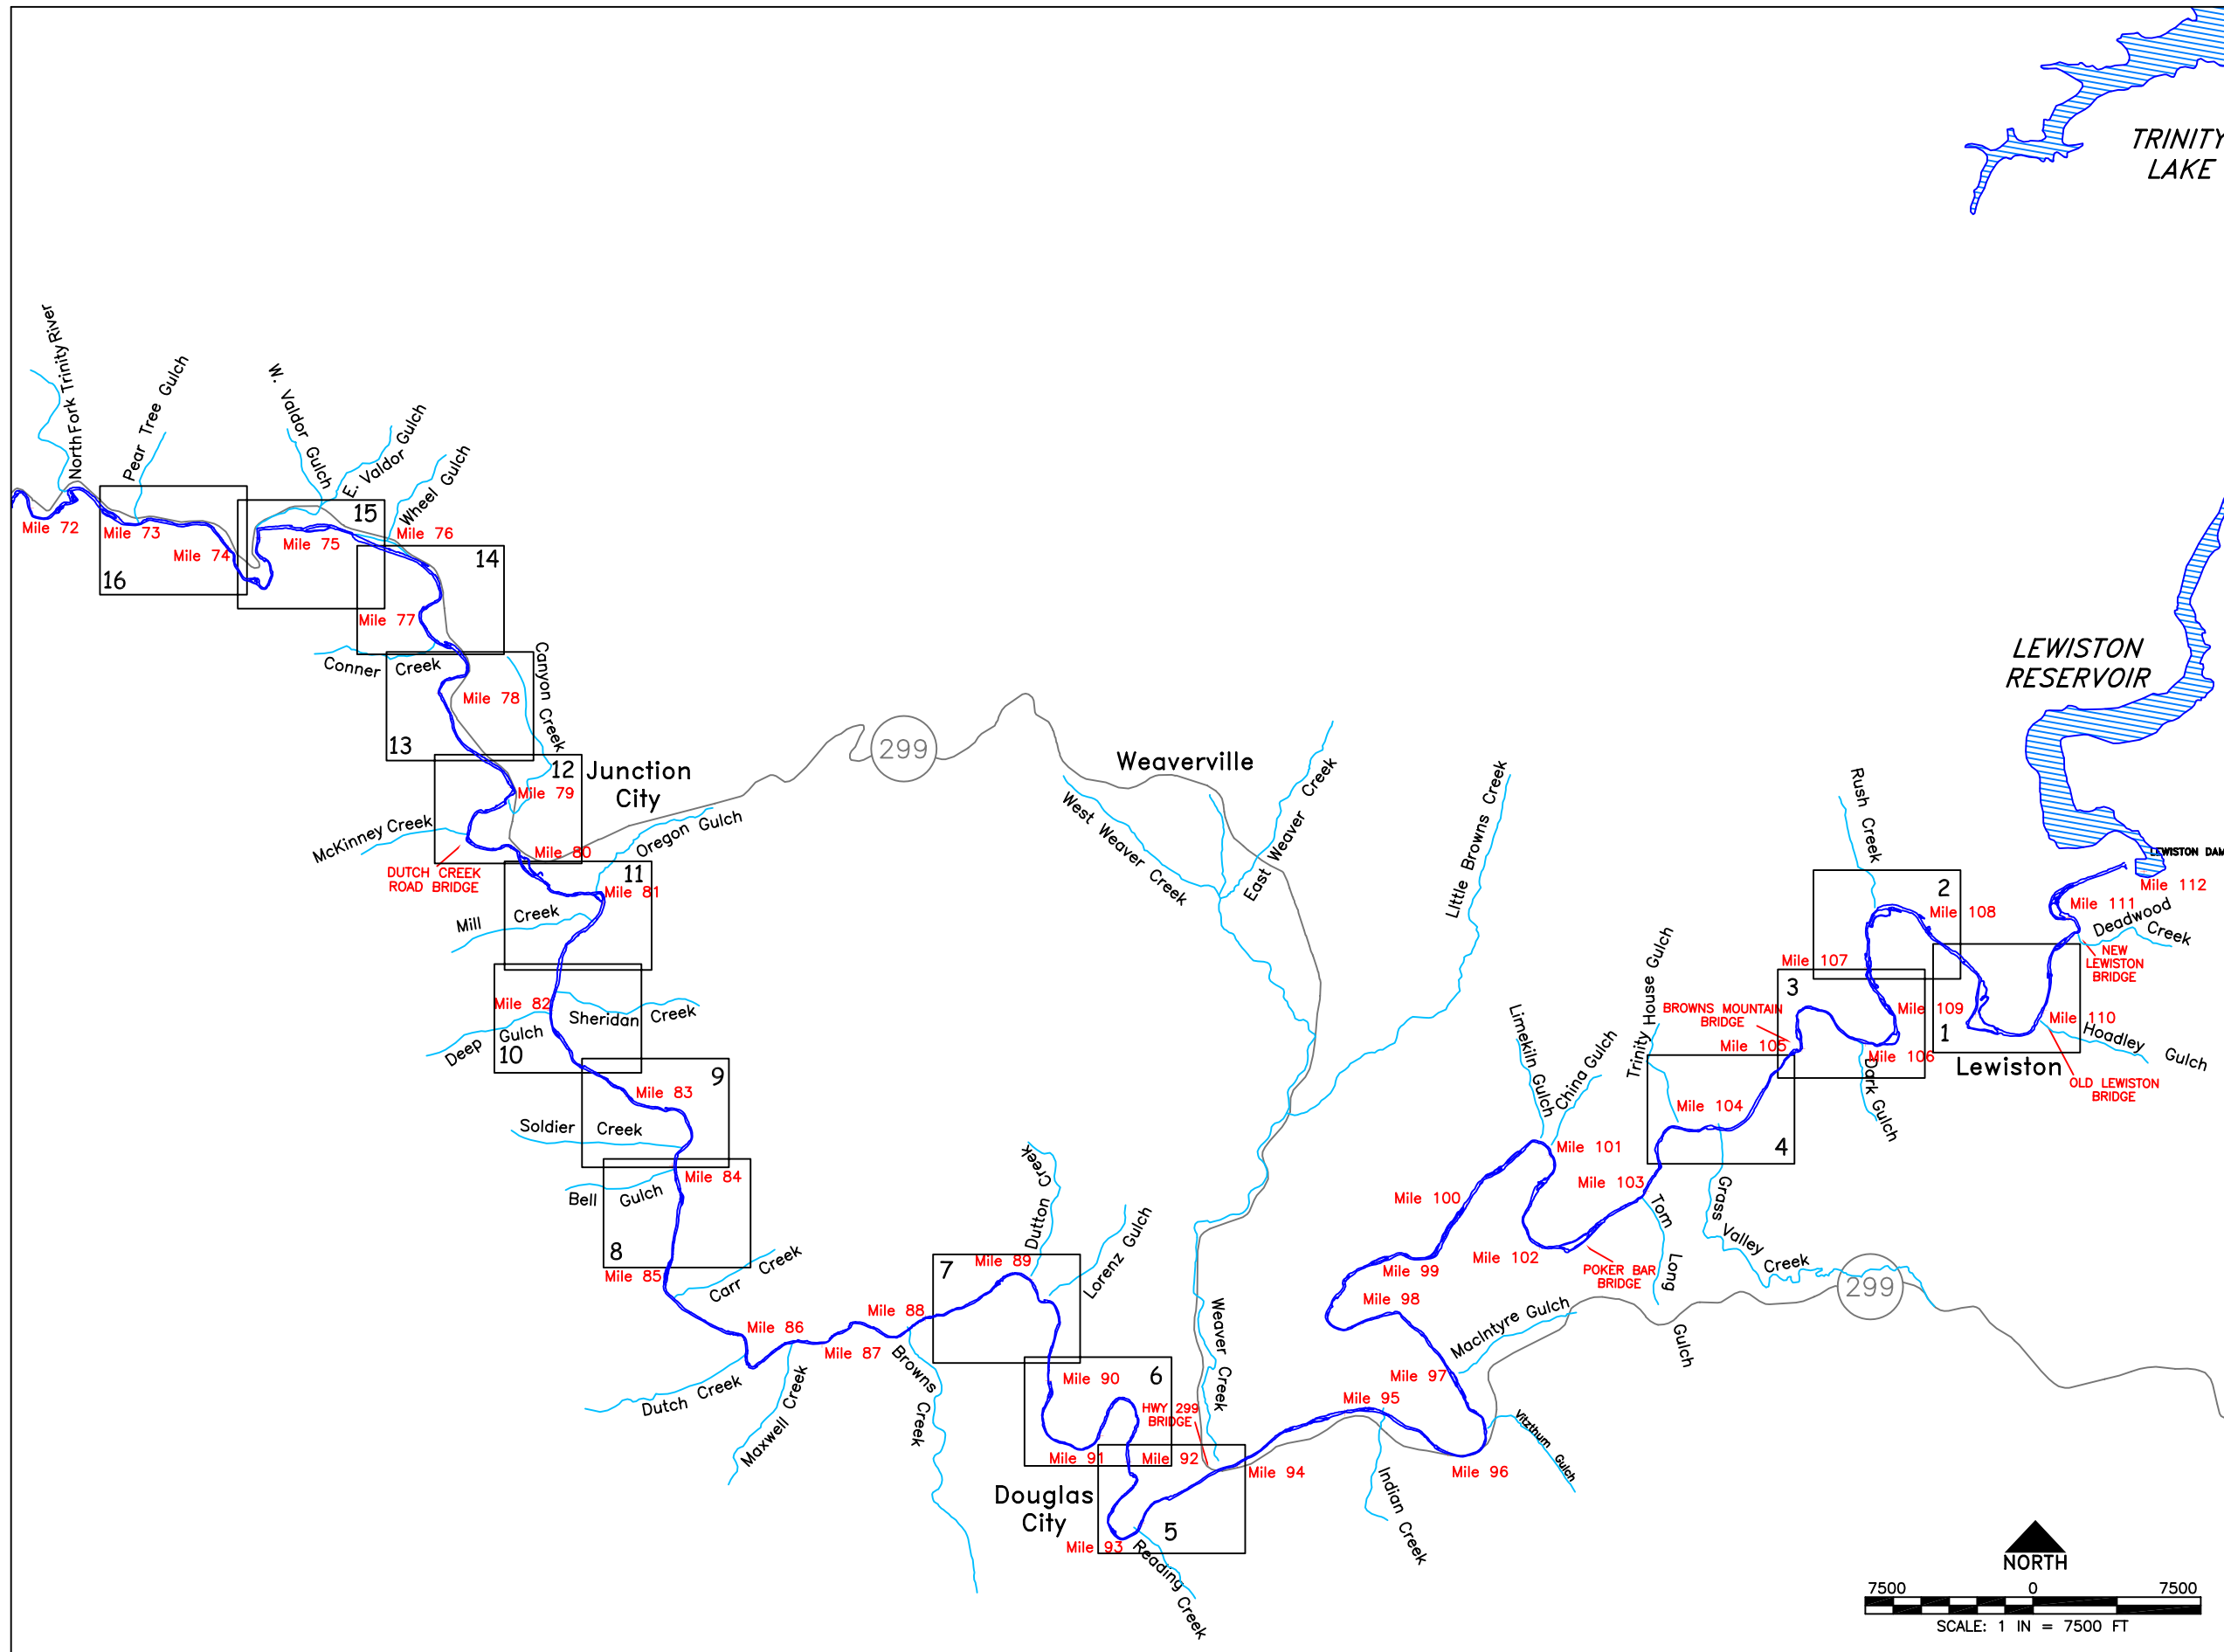 TRINITY
LAKE
North Fork Trinity River
Pear Tree Gulch
W. Valdor Gulch
E. Valdor Gulch
Wheel Gulch
Mile 72
Mile 73
Mile 74
Mile 75
Mile 76
16
15
14
Mile 77
Conner Creek
Canyon Creek
Mile 78
13
LEWISTON
RESERVOIR
12
Junction
City
299
Weaverville
Mile 79
McKinney Creek
Mile 80
Oregon Gulch
DUTCH CREEK
ROAD BRIDGE
11
Mile 81
Mill Creek
West Weaver Creek
East Weaver Creek
LIttle Browns Creek
Rush Creek
LEWISTON DAM
Mile 112
2
Mile 108
Mile 111
Deadwood
Creek
NEW
LEWISTON
BRIDGE
Mile 107
3
Mile 109
1
Mile 110
Hoadley Gulch
BROWNS MOUNTAIN
BRIDGE
Mile 105
Mile 106
Lewiston
OLD LEWISTON
BRIDGE
Dark Gulch
Mile 82
Sheridan Creek
Deep Gulch
10
9
Mile 83
Soldier Creek
Mile 84
Bell Gulch
8
Mile 85
Carr Creek
Limekiln Gulch
China Gulch
Trinity House Gulch
Mile 104
4
Mile 101
Mile 103
Mile 100
Mile 102
POKER BAR
BRIDGE
Tom Long Gulch
Grass Valley Creek
299
Mile 99
Mile 98
MacIntyre Gulch
Mile 97
Dutton Creek
Lorenz Gulch
7
Mile 89
Mile 88
Mile 86
Mile 87
Browns Creek
Dutch Creek
Maxwell Creek
6
Mile 90
HWY 299
BRIDGE
Weaver Creek
Mile 91
Mile 92
Mile 95
Mile 94
Mile 96
Vitzthum Gulch
Indian Creek
Douglas
City
5
Mile 93
Reading Creek
NORTH
7500 0 7500
SCALE: 1 IN = 7500 FT